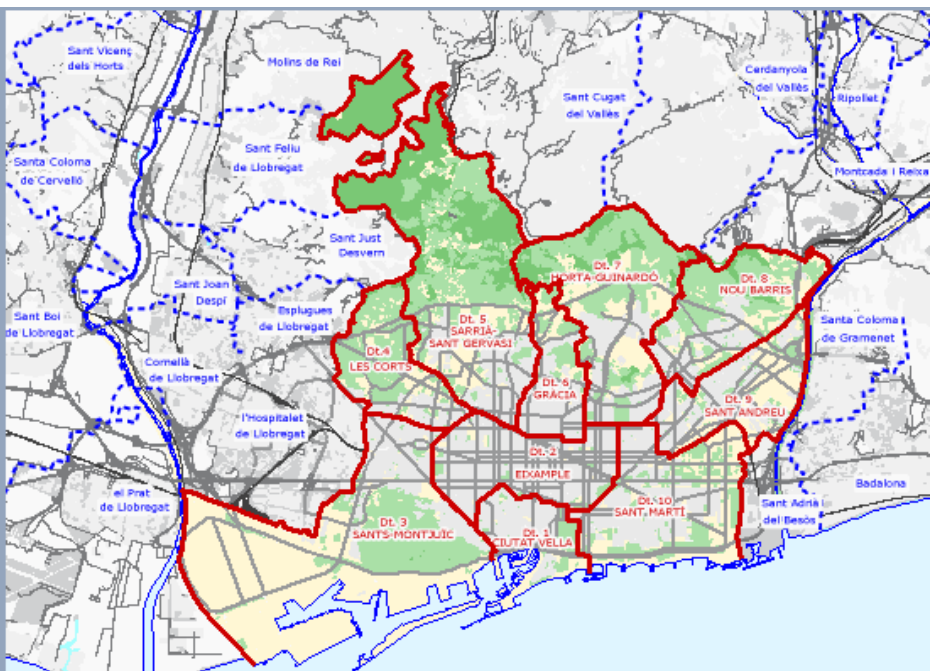 Sant Vicenç
dels Horts
Molins de Rei
Cerdanyola
del Vallès
Ripollet
Sant Cugat
del Vallès
Santa Coloma
de Cervelló
Sant Feliu
de Llobregat
Montcada i Reixa
Sant Just
Desvern
Dt. 7
HORTA-GUINARDÓ
Dt. 8
NOU BARRIS
Sant Joan
Despí
Sant Boi
de Llobregat
Esplugues
de Llobregat
Dt. 5
SARRIÀ-
SANT GERVASI
Santa Coloma
de Gramenet
Dt.4
LES CORTS
Cornellà
de Llobregat
Dt. 6
GRÀCIA
Dt. 9
SANT ANDREU
l'Hospitalet
de Llobregat
Dt. 2
EIXAMPLE
el Prat
de Llobregat
Dt. 10
SANT MARTÍ
Badalona
Sant Adrià
del Besòs
Dt. 3
SANTS-MONTJUIC
Dt. 1
CIUTAT VELLA